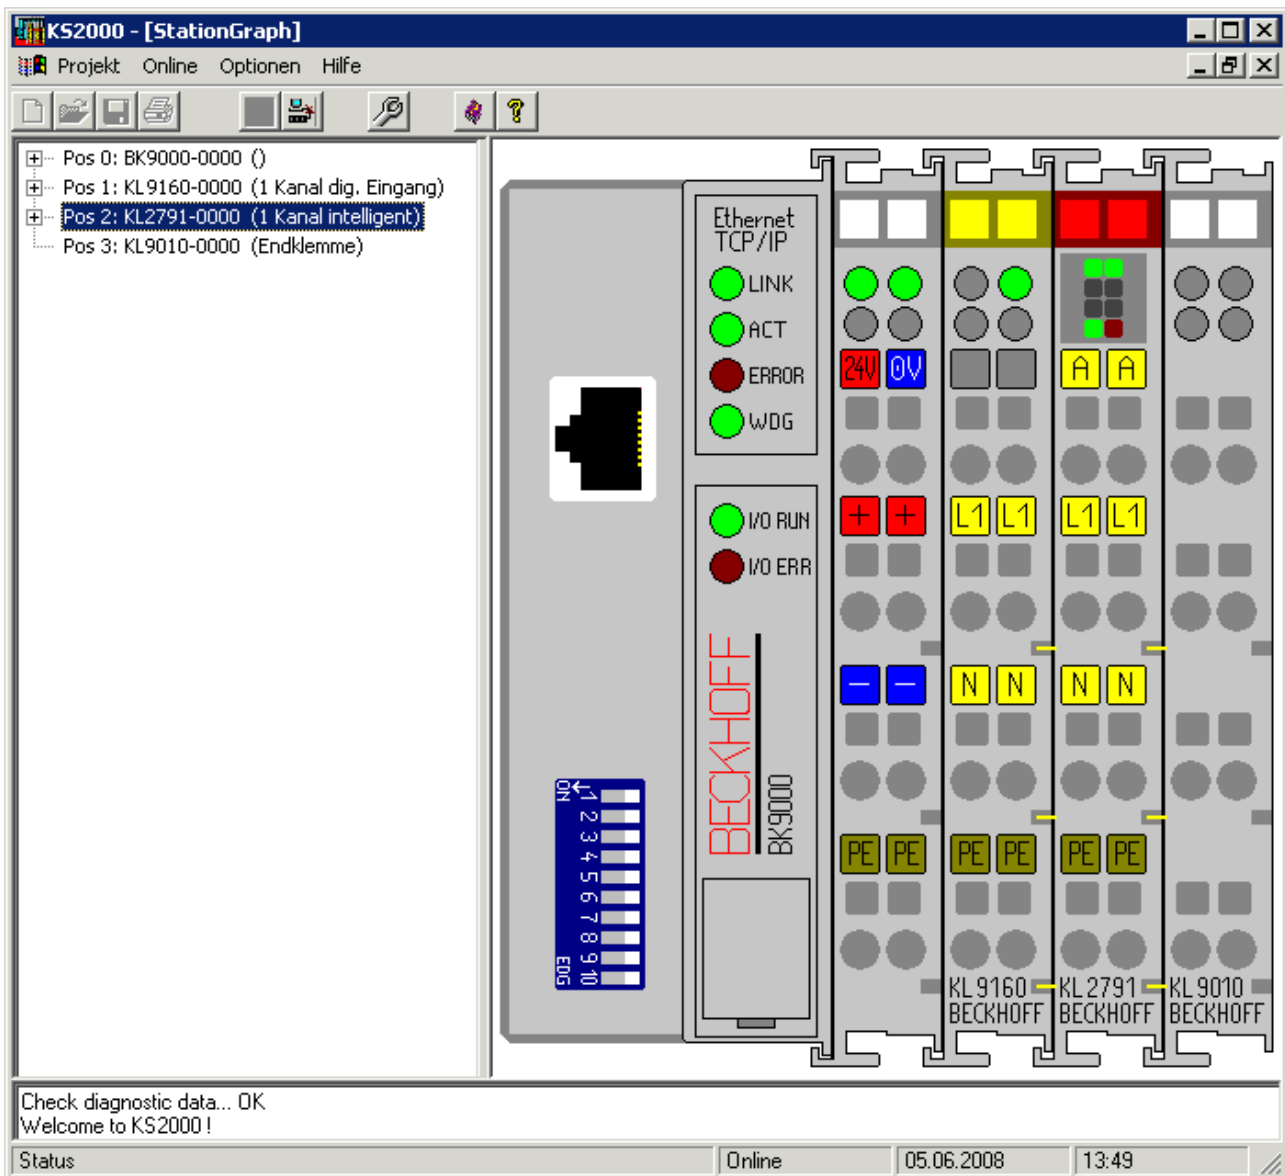 KS2000 - [StationGraph]
Projekt Online Optionen Hilfe
Pos 0: BK9000-0000 ()
Pos 1: KL9160-0000 (1 Kanal dig. Eingang)
Pos 2: KL2791-0000 (1 Kanal intelligent)
Pos 3: KL9010-0000 (Endklemme)
Ethernet
TCP/IP
LINK
ACT
ERROR
WDG
I/O RUN
I/O ERR
BECKHOFF
BK9000
ON
1
2
3
4
5
6
7
8
9
10
EDG
24V 0V A A
+ + L1 L1 L1 L1
– – N N N N
PE PE PE PE PE PE
KL9160 KL2791 KL9010
BECKHOFF BECKHOFF BECKHOFF
Check diagnostic data... OK
Welcome to KS2000 !
Status Online 05.06.2008 13:49